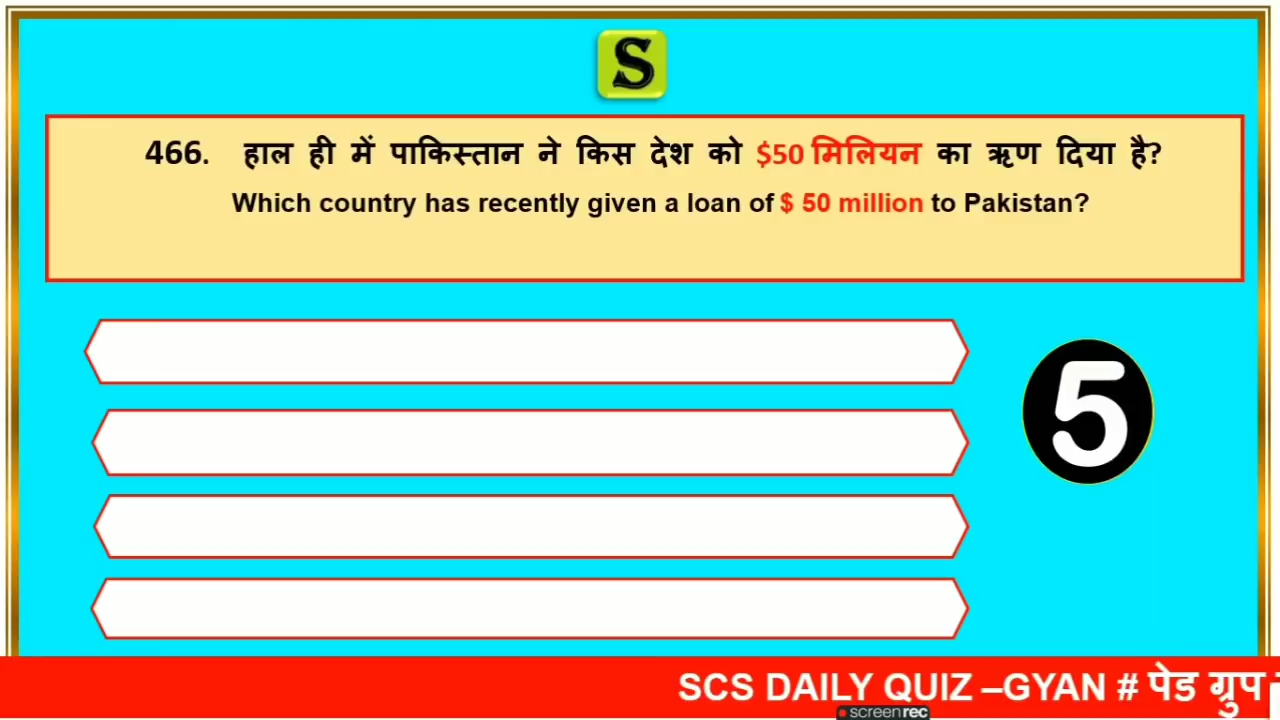 S
466. हाल ही में पाकिस्तान ने किस देश को $50 मिलियन का ऋण दिया है?
Which country has recently given a loan of $ 50 million to Pakistan?
5
SCS DAILY QUIZ –GYAN # पेड ग्रुप
screenrec